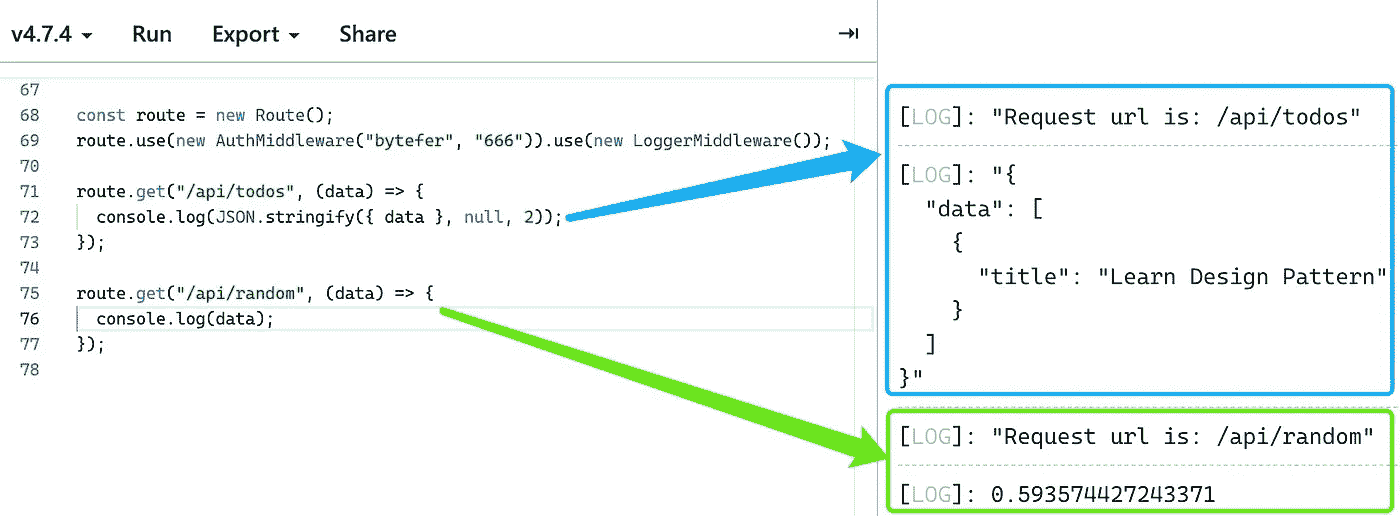 v4.7.4 Run Export Share
67
68 const route = new Route();
69 route.use(new AuthMiddleware("bytefer", "666")).use(new LoggerMiddleware());
70
71 route.get("/api/todos", (data) => {
72 console.log(JSON.stringify({ data }, null, 2));
73 });
74
75 route.get("/api/random", (data) => {
76 console.log(data);
77 });
78
[LOG]: "Request url is: /api/todos"
[LOG]: "{
"data": [
{
"title": "Learn Design Pattern"
}
]
}"
[LOG]: "Request url is: /api/random"
[LOG]: 0.593574427243371